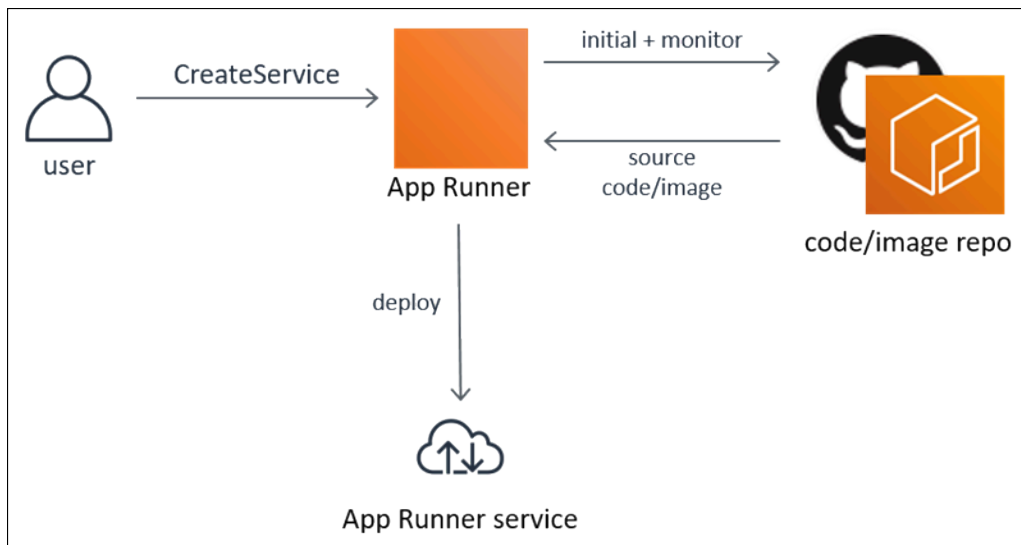 initial + monitor
CreateService
user
source
code/image
App Runner
code/image repo
deploy
App Runner service